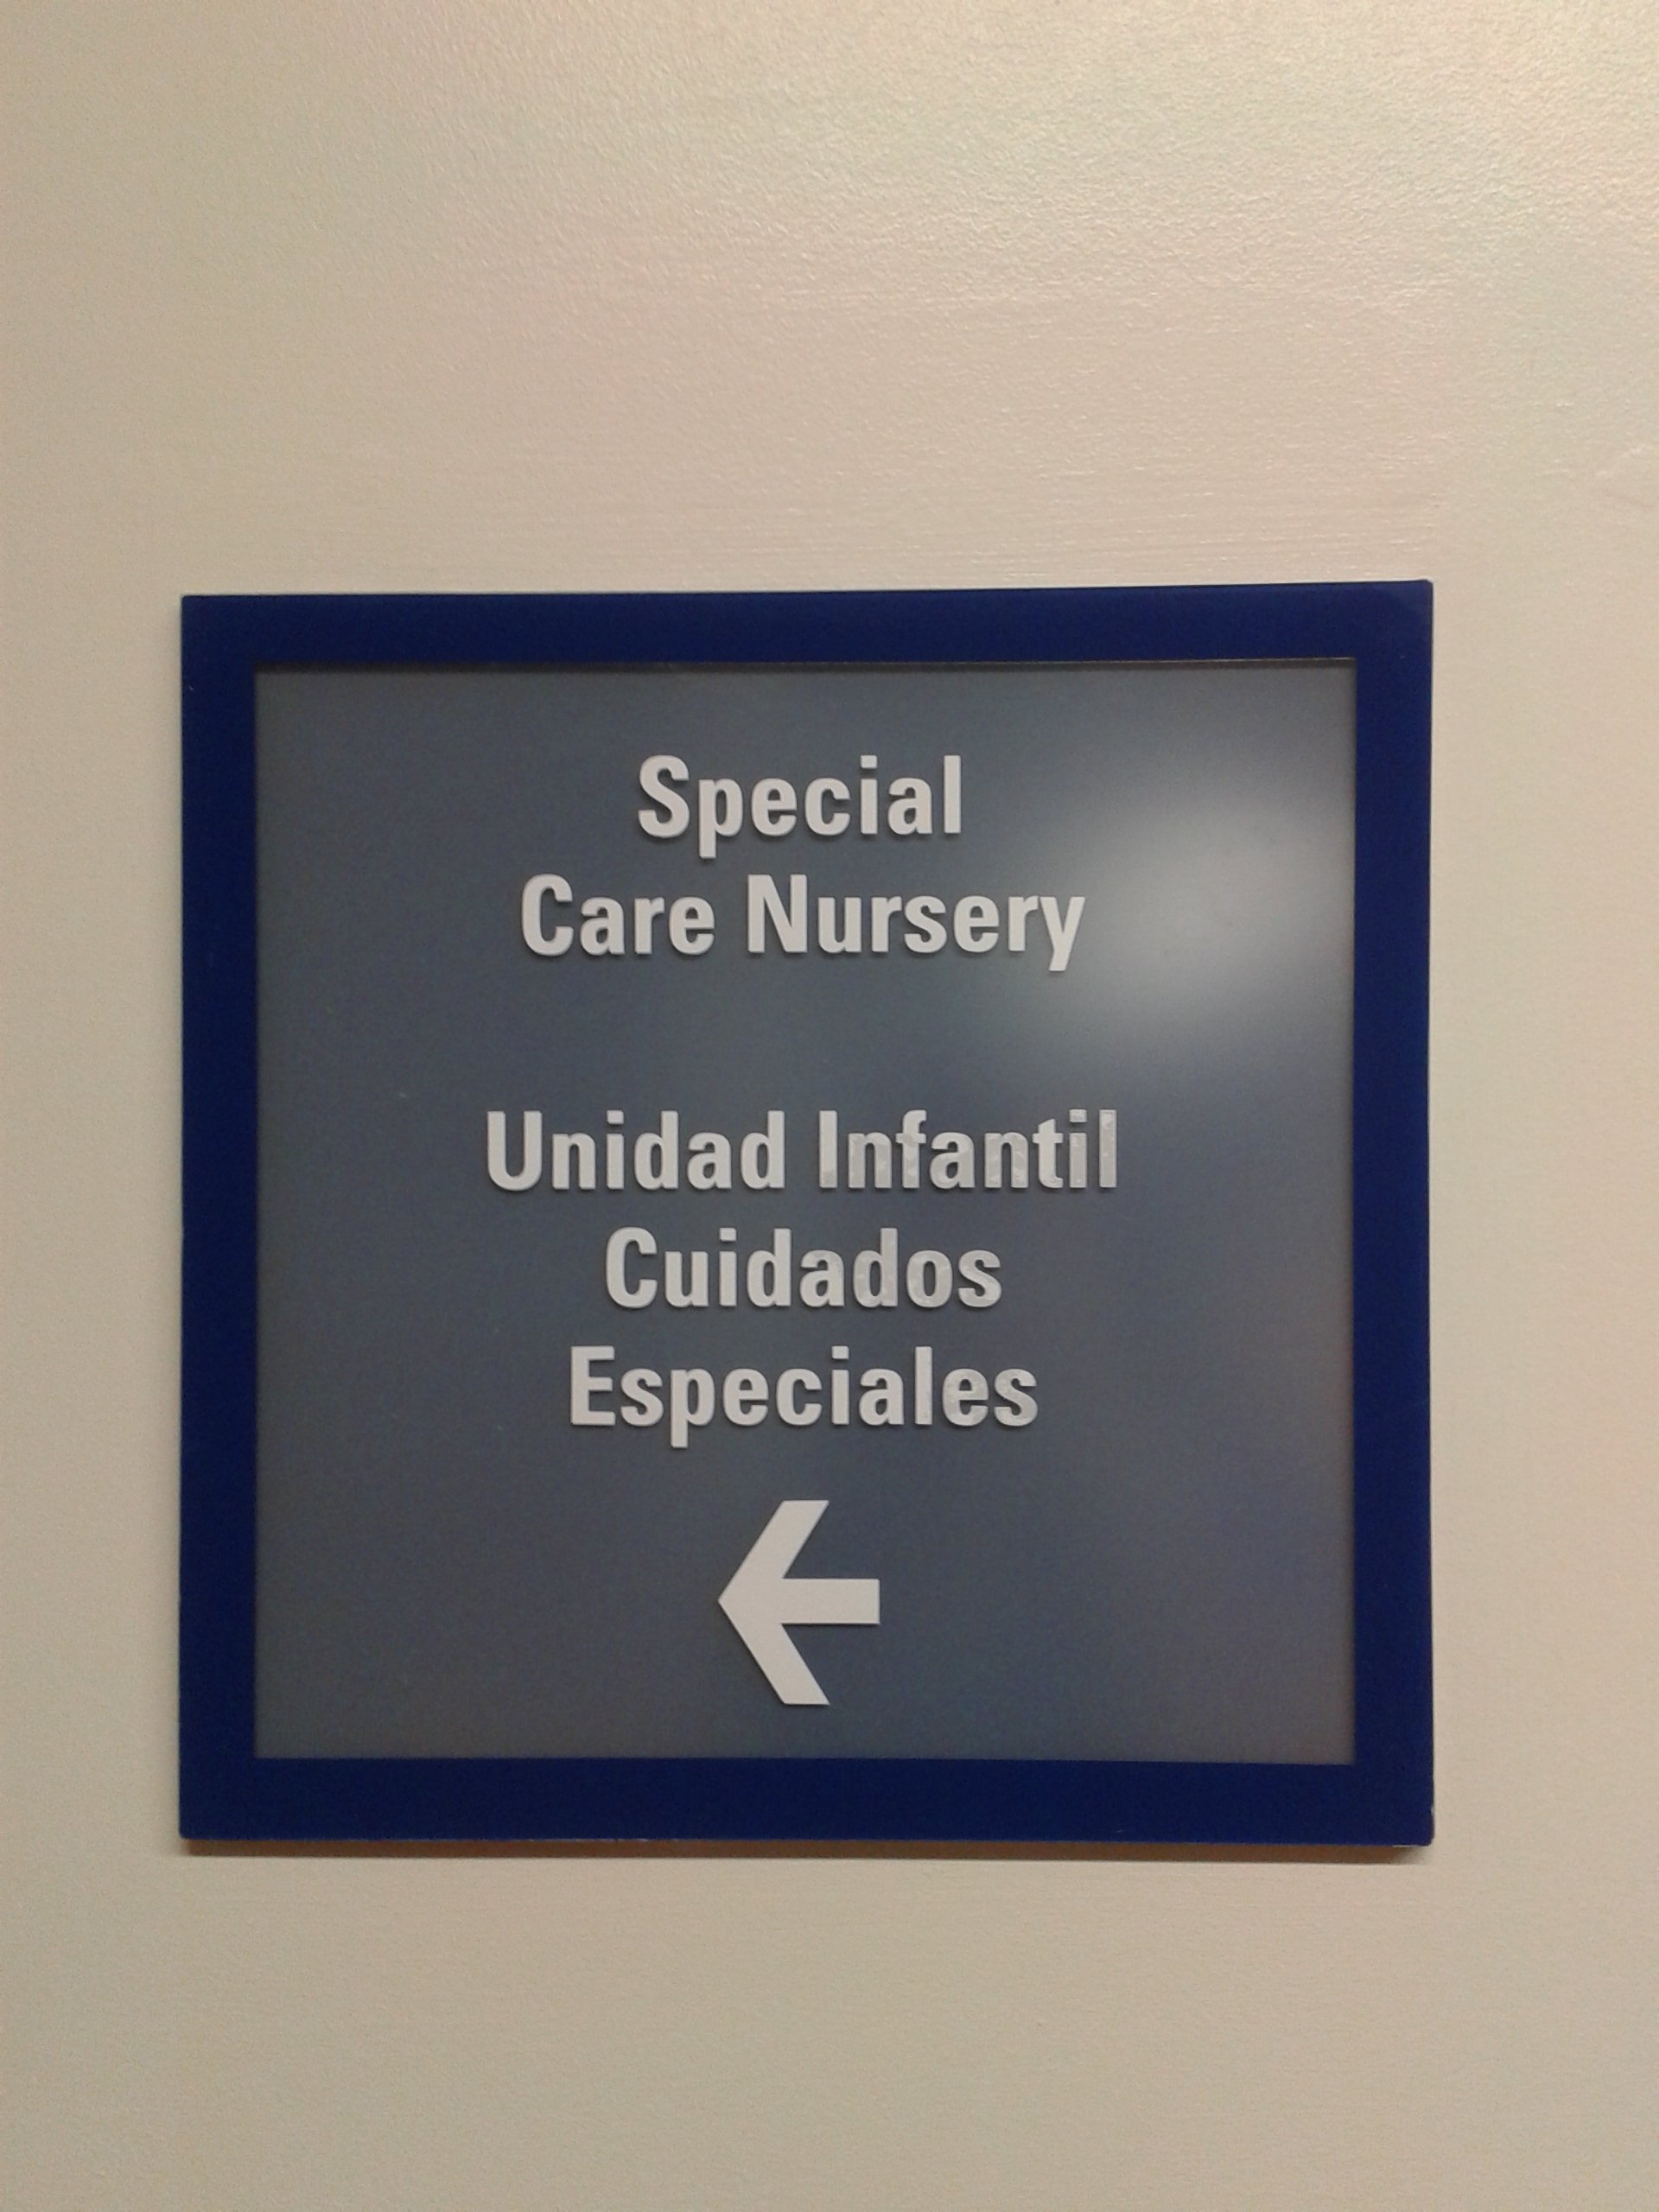 Special
Care Nursery
Unidad Infantil
Cuidados
Especiales